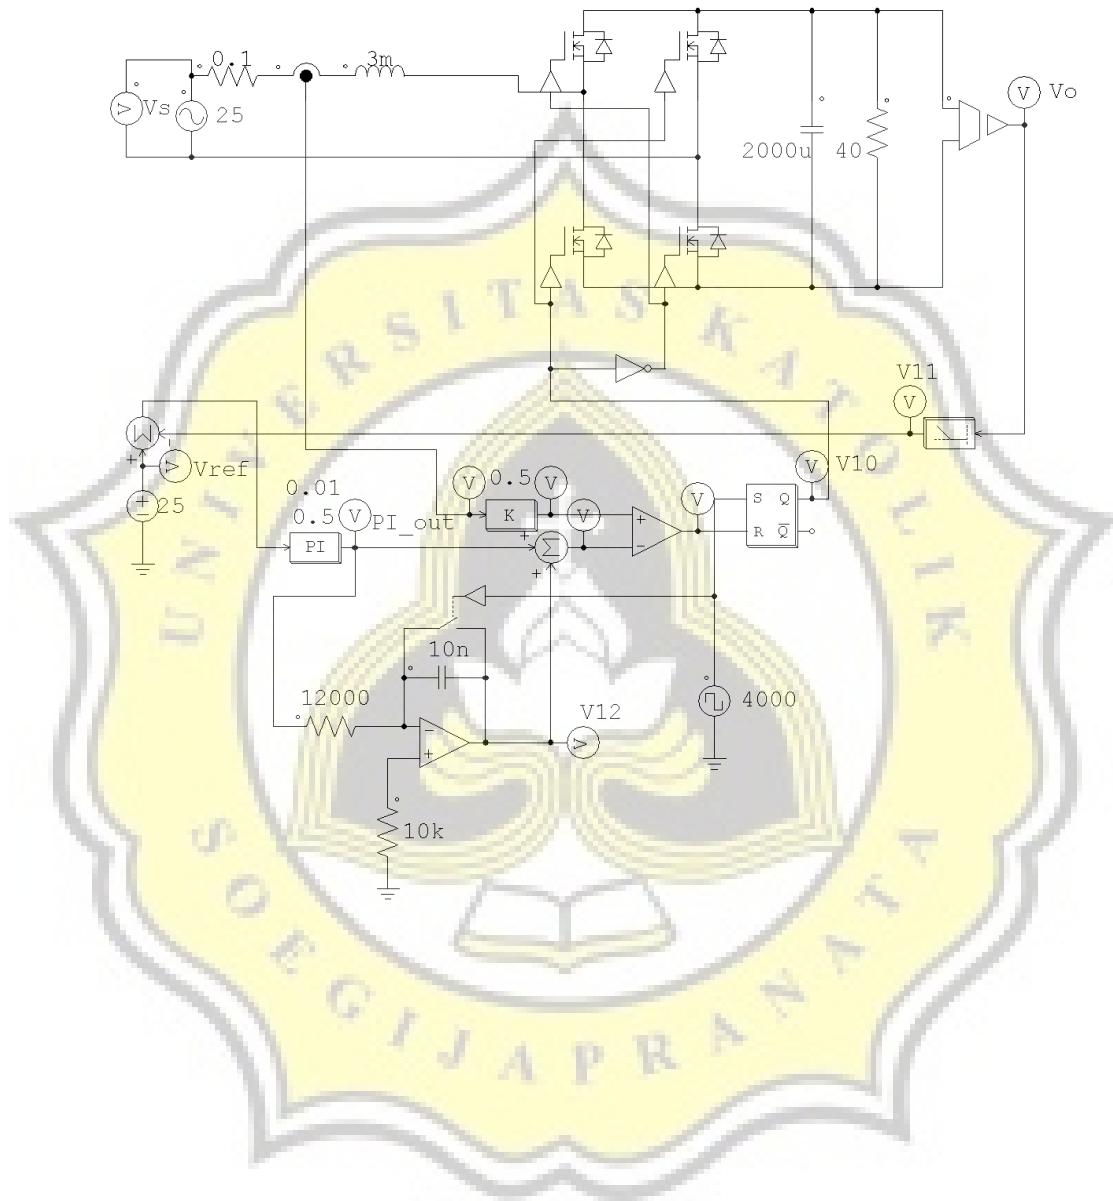 0.1
3m
Vs
25
V
V
Vo
2000u
40
V11
V
Vref
V
25
0.01
0.5
V
PI_out
PI
V
0.5
V
K
V
V
V
V10
S Q
R Q
10n
12000
4000
V12
V
10k
UNIVERSITAS KATOLIK
SOEGIJAPRANATA